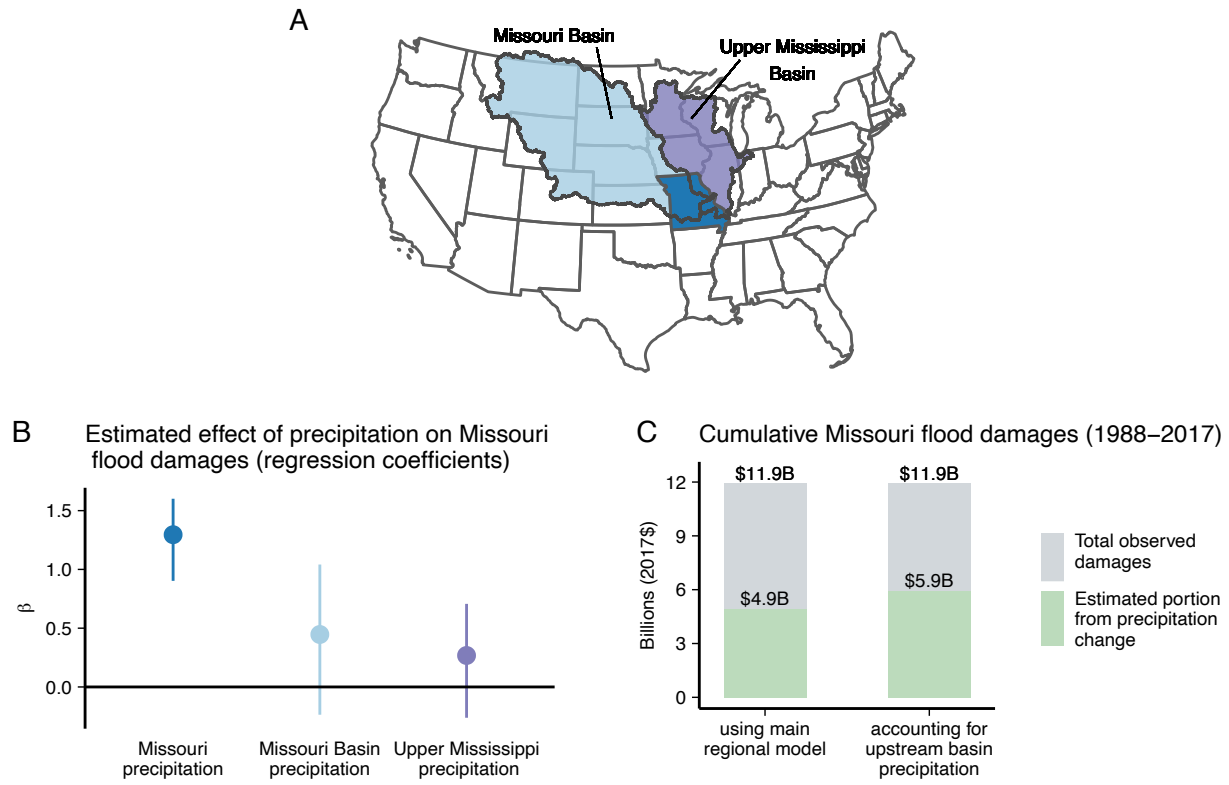 A
Missouri Basin
Upper Mississippi
Basin
B
Estimated effect of precipitation on Missouri
flood damages (regression coefficients)
1.5
1.0
0.5
0.0
β
Missouri
precipitation
Missouri Basin
precipitation
Upper Mississippi
precipitation
C
Cumulative Missouri flood damages (1988−2017)
$11.9B
$11.9B
$4.9B
$5.9B
12
9
6
3
0
Billions (2017$)
using main
regional model
accounting for
upstream basin
precipitation
Total observed
damages
Estimated portion
from precipitation
change